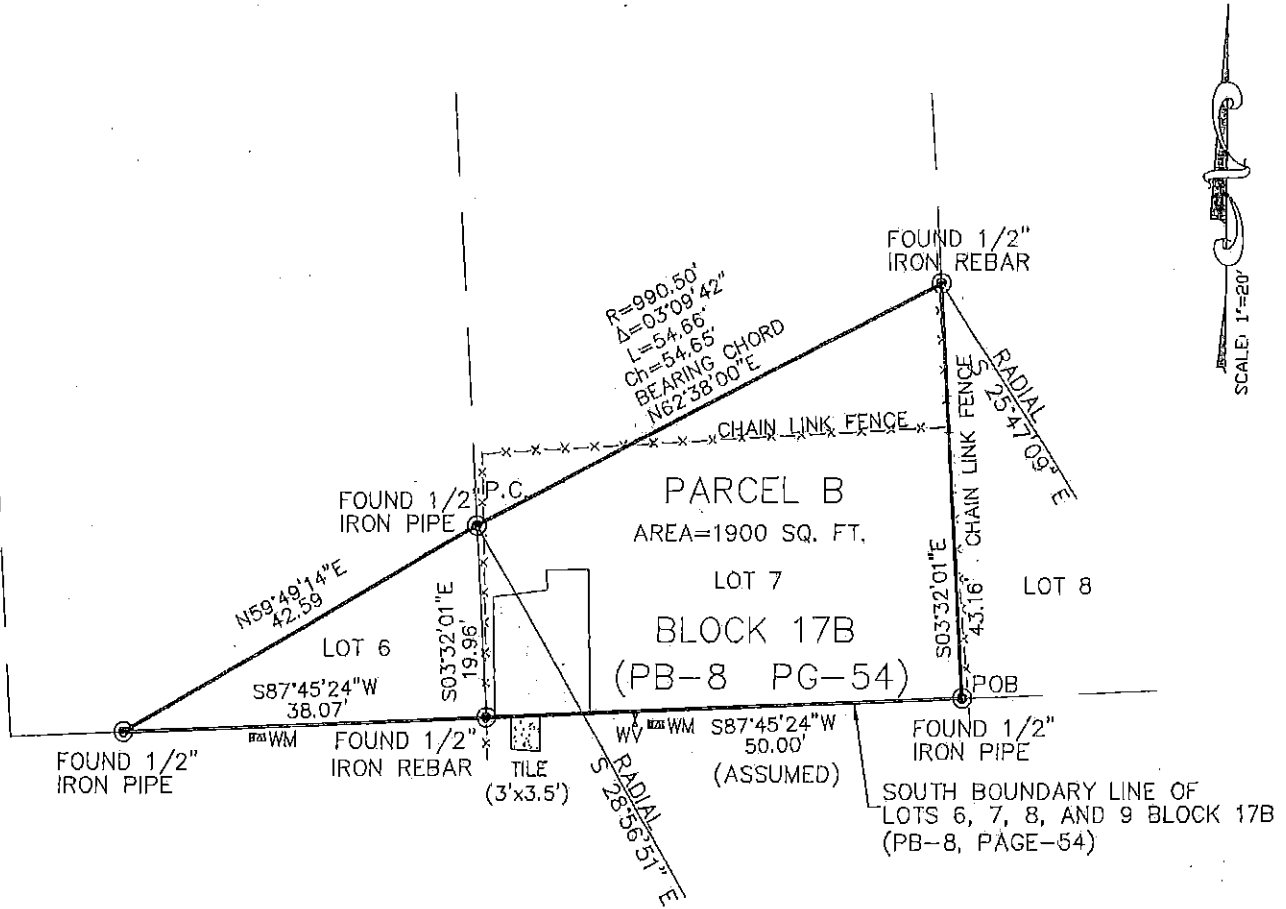 SCALE: 1"=20'
FOUND 1/2"
IRON REBAR
R=990.50'
Δ=03°09'42"
L=54.66'
Ch=54.65'
BEARING CHORD
N62°38'00"E
RADIAL
S 25°47'09" E
CHAIN LINK FENCE
CHAIN LINK FENCE
S03°32'01"E
43.16'
FOUND 1/2"
IRON PIPE
P.C.
PARCEL B
AREA=1900 SQ. FT.
LOT 7
LOT 8
BLOCK 17B
(PB-8 PG-54)
N59°49'14"E
42.59
LOT 6
S03°32'01"E
19.96'
S87°45'24"W
38.07'
POB
FOUND 1/2"
IRON PIPE
WM
FOUND 1/2"
IRON REBAR
TILE
(3'x3.5')
WV
WM
S87°45'24"W
50.00'
(ASSUMED)
FOUND 1/2"
IRON PIPE
RADIAL
S 28°56'51" E
SOUTH BOUNDARY LINE OF
LOTS 6, 7, 8, AND 9 BLOCK 17B
(PB-8, PAGE-54)